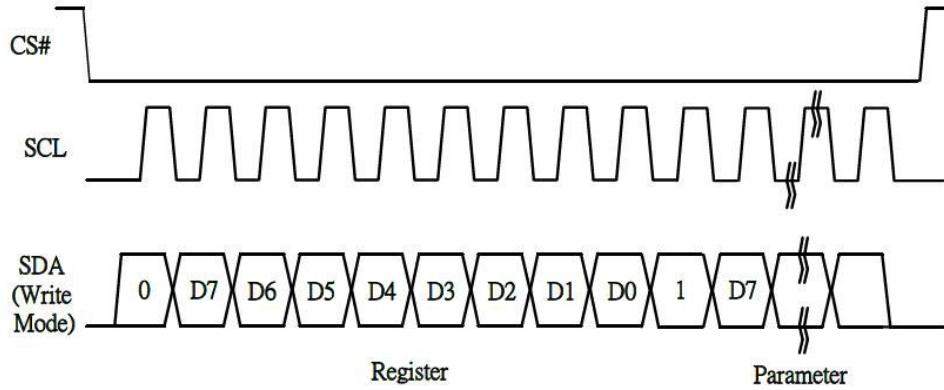 CS#
SCL
SDA
(Write
Mode)
0 D7 D6 D5 D4 D3 D2 D1 D0 1 D7
Register Parameter